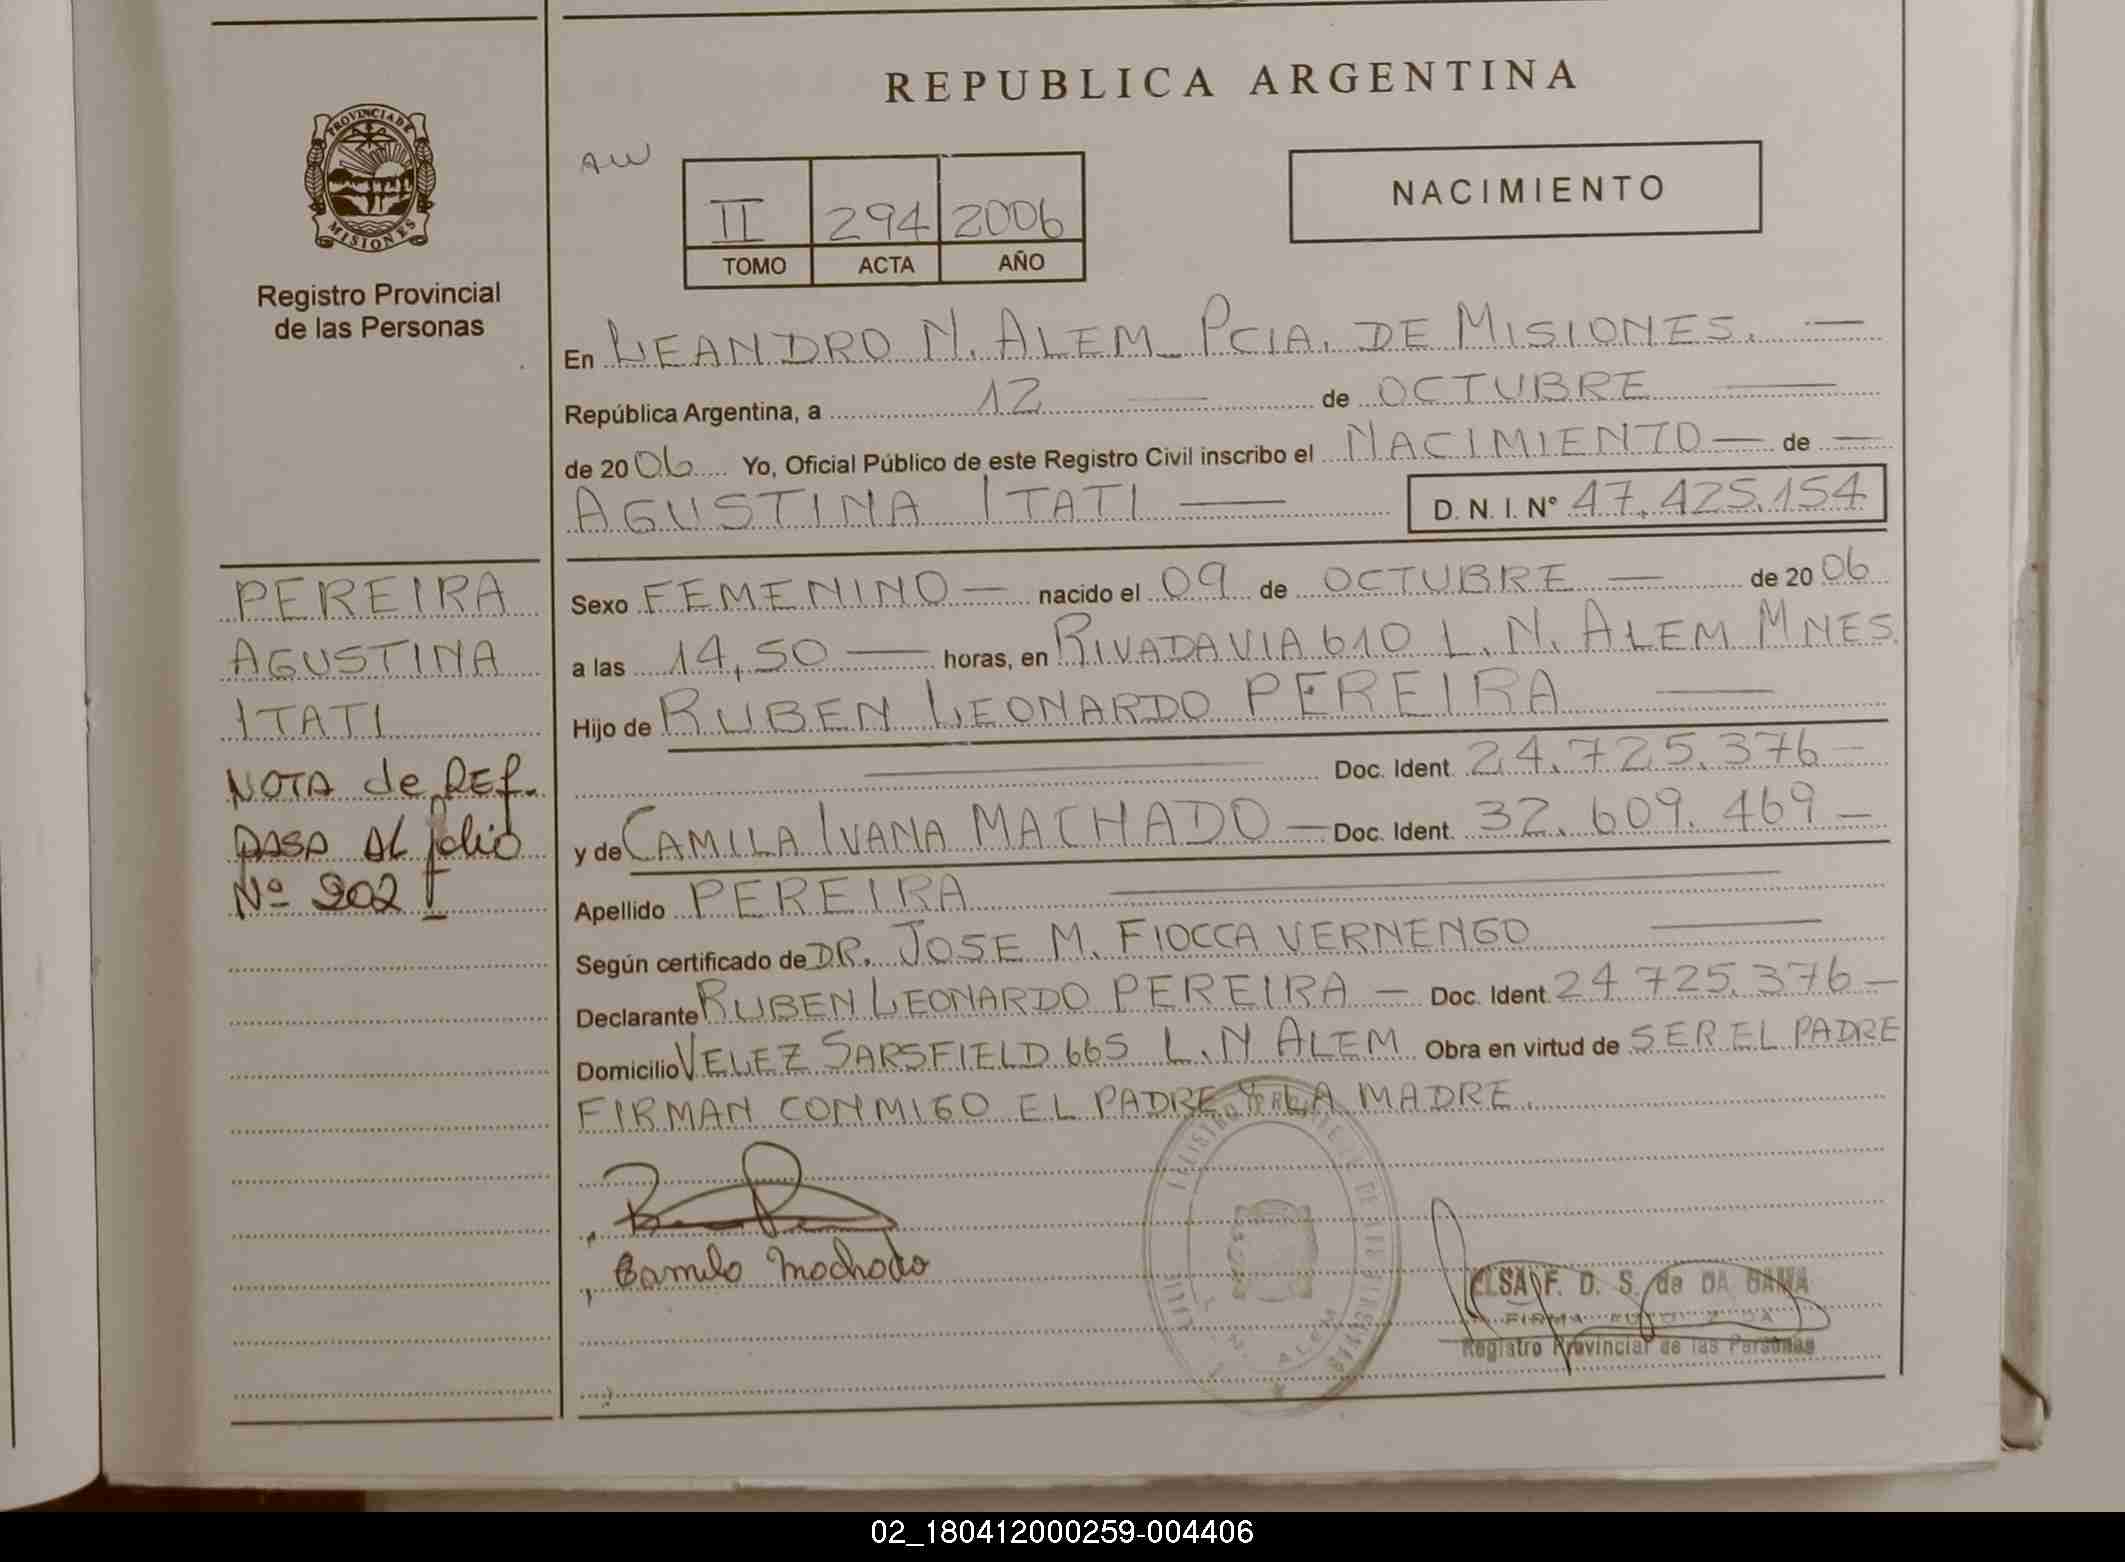 REPUBLICA ARGENTINA
PROVINCIA DE
MISIONES
Registro Provincial
de las Personas
AW
II 294 2006
TOMO ACTA AÑO
NACIMIENTO
En LEANDRO N. ALEM_ PCIA. DE MISIONES. —
República Argentina, a 12 — de OCTUBRE —
de 2006 Yo, Oficial Público de este Registro Civil inscribo el NACIMIENTO — de —
AGUSTINA ITATI — D. N. I. Nº 47.425.154
PEREIRA
AGUSTINA
ITATI
NOTA de REF.
PASA AL folio
Nº 202 I
Sexo FEMENINO — nacido el 09 de OCTUBRE — de 2006
a las 14,50 — horas, en RIVADAVIA 610 L. N. ALEM MNES.
Hijo de RUBEN LEONARDO PEREIRA —
— Doc. Ident. 24.725.376 —
y de CAMILA IVANA MACHADO — Doc. Ident. 32.609.469 —
Apellido PEREIRA —
Según certificado de DR. JOSE M. FIOCCA VERNENGO —
Declarante RUBEN LEONARDO PEREIRA — Doc. Ident. 24.725.376 —
Domicilio VELEZ SARSFIELD 665 L. N ALEM Obra en virtud de SER EL PADRE
FIRMAN CONMIGO EL PADRE Y LA MADRE.
Camila Machado
L. N. ALEM
ELSA F. D. S. de DA GAMA
Registro Provincial de las Personas
02_180412000259-004406